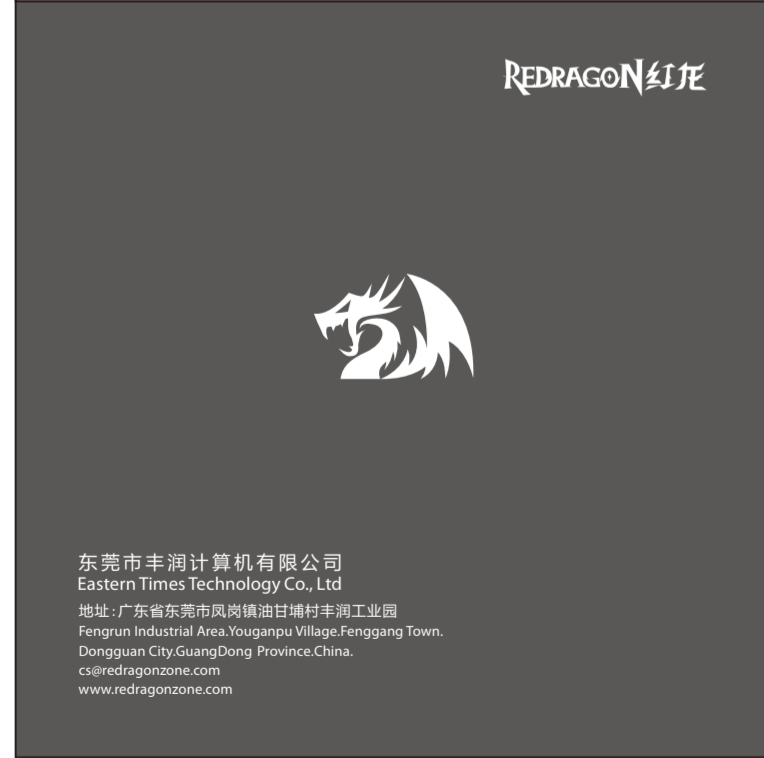 REDRAGON红龙
东莞市丰润计算机有限公司
Eastern Times Technology Co., Ltd
地址:广东省东莞市凤岗镇油甘埔村丰润工业园
Fengrun Industrial Area.Youganpu Village.Fenggang Town.
Dongguan City.GuangDong Province.China.
cs@redragonzone.com
www.redragonzone.com